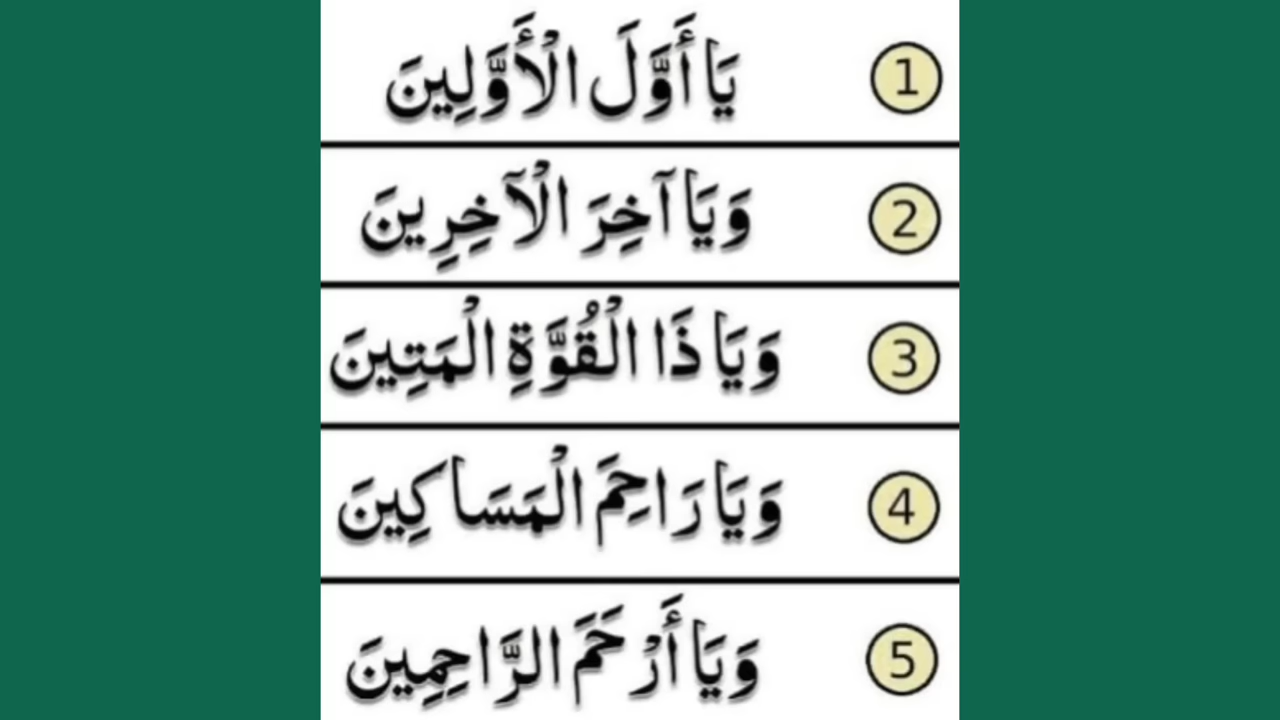 1 يَا أَوَّلَ الْأَوَّلِينَ
2 وَيَا آخِرَ الْآخِرِينَ
3 وَيَا ذَا الْقُوَّةِ الْمَتِينَ
4 وَيَا رَاحِمَ الْمَسَاكِينَ
5 وَيَا أَرْحَمَ الرَّاحِمِينَ